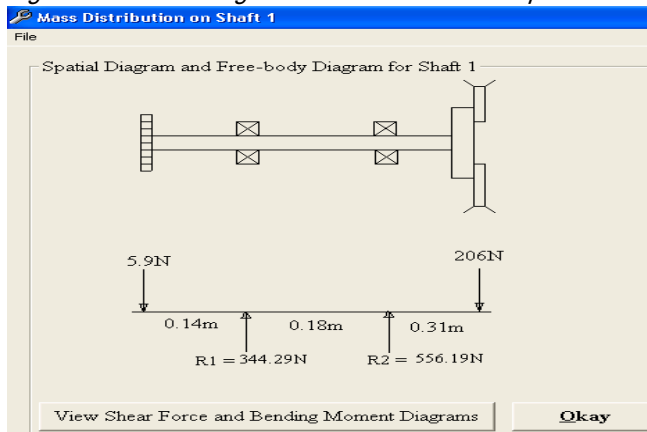 Mass Distribution on Shaft 1
File
Spatial Diagram and Free-body Diagram for Shaft 1
5.9N
206N
0.14m
0.18m
0.31m
R1 = 344.29N
R2 = 556.19N
View Shear Force and Bending Moment Diagrams
Okay